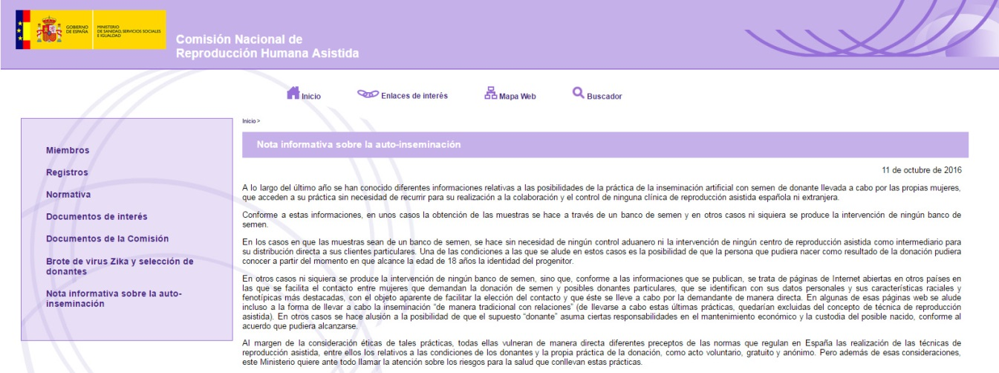 GOBIERNO
DE ESPAÑA
MINISTERIO
DE SANIDAD, SERVICIOS SOCIALES
E IGUALDAD
Comisión Nacional de
Reproducción Humana Asistida
Inicio
Enlaces de interés
Mapa Web
Buscador
Miembros
Registros
Normativa
Documentos de interés
Documentos de la Comisión
Brote de virus Zika y selección de
donantes
Nota informativa sobre la auto-
inseminación
Inicio >
Nota informativa sobre la auto-inseminación
11 de octubre de 2016
A lo largo del último año se han conocido diferentes informaciones relativas a las posibilidades de la práctica de la inseminación artificial con semen de donante llevada a cabo por las propias mujeres,
que acceden a su práctica sin necesidad de recurrir para su realización a la colaboración y el control de ninguna clínica de reproducción asistida española ni extranjera.
Conforme a estas informaciones, en unos casos la obtención de las muestras se hace a través de un banco de semen y en otros casos ni siquiera se produce la intervención de ningún banco de
semen.
En los casos en que las muestras sean de un banco de semen, se hace sin necesidad de ningún control aduanero ni la intervención de ningún centro de reproducción asistida como intermediario para
su distribución directa a sus clientes particulares. Una de las condiciones a las que se alude en estos casos es la posibilidad de que la persona que pudiera nacer como resultado de la donación pudiera
conocer a partir del momento en que alcance la edad de 18 años la identidad del progenitor.
En otros casos ni siquiera se produce la intervención de ningún banco de semen, sino que, conforme a las informaciones que se publican, se trata de páginas de Internet abiertas en otros países en
las que se facilita el contacto entre mujeres que demandan la donación de semen y posibles donantes particulares, que se identifican con sus datos personales y sus características raciales y
fenotípicas más destacadas, con el objeto aparente de facilitar la elección del contacto y que éste se lleve a cabo por la demandante de manera directa. En algunas de esas páginas web se alude
incluso a la forma de llevar a cabo la inseminación “de manera tradicional con relaciones” (de llevarse a cabo estas últimas prácticas, quedarían excluidas del concepto de técnica de reproducción
asistida). En otros casos se hace alusión a la posibilidad de que el supuesto “donante” asuma ciertas responsabilidades en el mantenimiento económico y la custodia del posible nacido, conforme al
acuerdo que pudiera alcanzarse.
Al margen de la consideración éticas de tales prácticas, todas ellas vulneran de manera directa diferentes preceptos de las normas que regulan en España las realización de las técnicas de
reproducción asistida, entre ellos los relativos a las condiciones de los donantes y la propia práctica de la donación, como acto voluntario, gratuito y anónimo. Pero además de esas consideraciones,
este Ministerio quiere ante todo llamar la atención sobre los riesgos para la salud que conllevan estas prácticas.